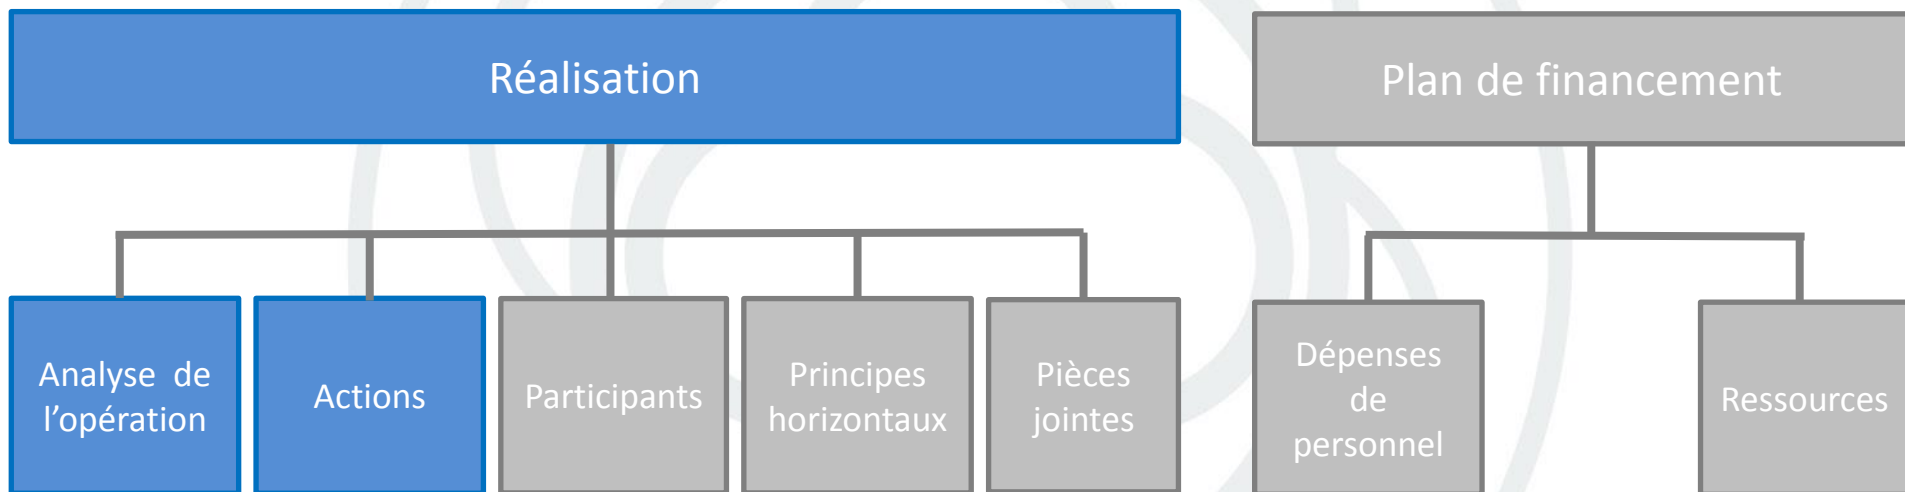 Réalisation
Plan de financement
Analyse de
l’opération
Actions
Participants
Principes
horizontaux
Pièces
jointes
Dépenses
de
personnel
Ressources